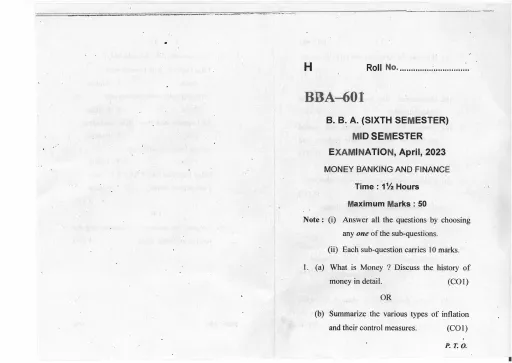 H Roll No. ..............................
BBA–601
B. B. A. (SIXTH SEMESTER)
MID SEMESTER
EXAMINATION, April, 2023
MONEY BANKING AND FINANCE
Time : 1½ Hours
Maximum Marks : 50
Note : (i) Answer all the questions by choosing
any one of the sub-questions.
(ii) Each sub-question carries 10 marks.
1. (a) What is Money ? Discuss the history of
money in detail. (CO1)
OR
(b) Summarize the various types of inflation
and their control measures. (CO1)
P. T. O.